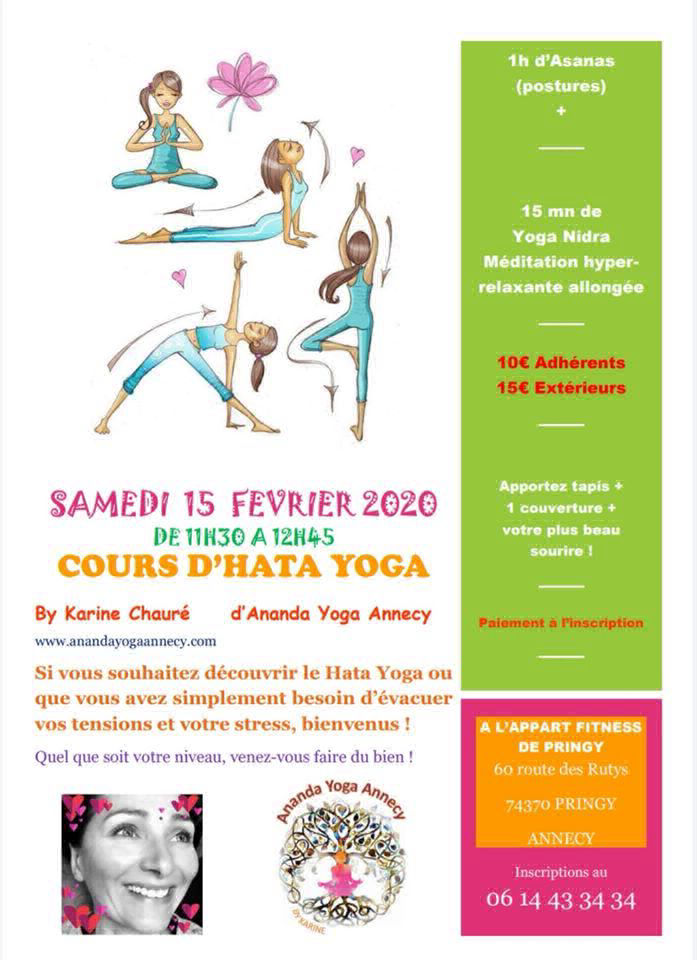 1h d'Asanas
(postures)
+
15 mn de
Yoga Nidra
Méditation hyper-
relaxante allongée
10€ Adhérents
15€ Extérieurs
Apportez tapis +
1 couverture +
votre plus beau
sourire !
Paiement à l'inscription
SAMEDI 15 FEVRIER 2020
DE 11H30 A 12H45
COURS D'HATA YOGA
By Karine Chauré d'Ananda Yoga Annecy
www.anandayogaannecy.com
Si vous souhaitez découvrir le Hata Yoga ou
que vous avez simplement besoin d'évacuer
vos tensions et votre stress, bienvenus !
Quel que soit votre niveau, venez-vous faire du bien !
Ananda Yoga Annecy
BY KARINE
A L'APPART FITNESS
DE PRINGY
60 route des Rutys
74370 PRINGY
ANNECY
Inscriptions au
06 14 43 34 34